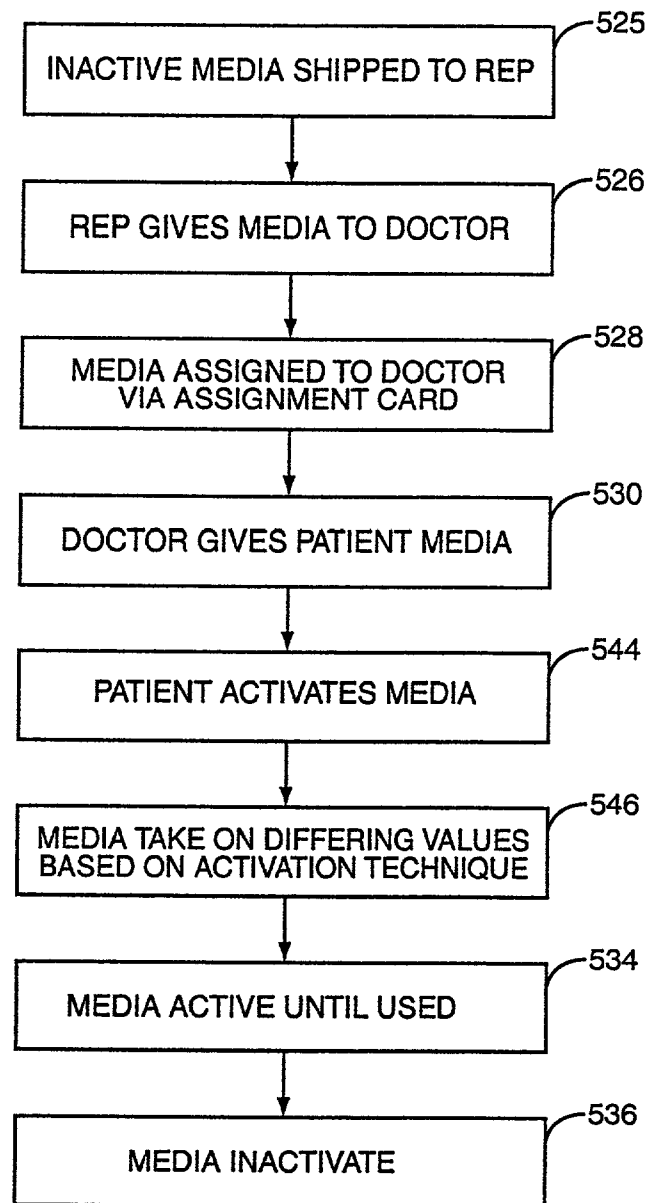 525
INACTIVE MEDIA SHIPPED TO REP
526
REP GIVES MEDIA TO DOCTOR
528
MEDIA ASSIGNED TO DOCTOR
VIA ASSIGNMENT CARD
530
DOCTOR GIVES PATIENT MEDIA
544
PATIENT ACTIVATES MEDIA
546
MEDIA TAKE ON DIFFERING VALUES
BASED ON ACTIVATION TECHNIQUE
534
MEDIA ACTIVE UNTIL USED
536
MEDIA INACTIVATE